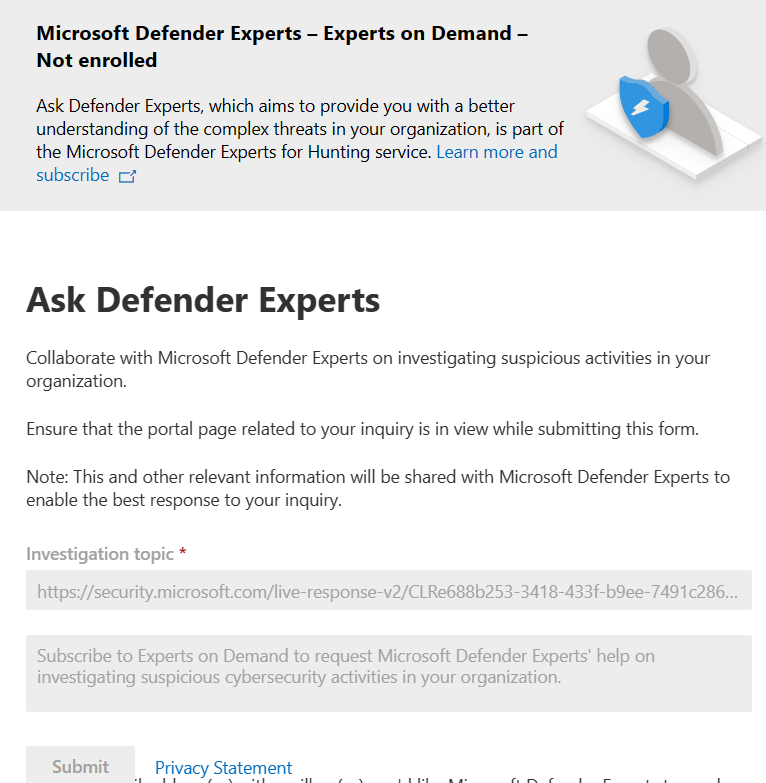 Microsoft Defender Experts – Experts on Demand –
Not enrolled
Ask Defender Experts, which aims to provide you with a better
understanding of the complex threats in your organization, is part of
the Microsoft Defender Experts for Hunting service. Learn more and
subscribe
Ask Defender Experts
Collaborate with Microsoft Defender Experts on investigating suspicious activities in your
organization.
Ensure that the portal page related to your inquiry is in view while submitting this form.
Note: This and other relevant information will be shared with Microsoft Defender Experts to
enable the best response to your inquiry.
Investigation topic *
https://security.microsoft.com/live-response-v2/CLRe688b253-3418-433f-b9ee-7491c286...
Subscribe to Experts on Demand to request Microsoft Defender Experts' help on
investigating suspicious cybersecurity activities in your organization.
Submit Privacy Statement